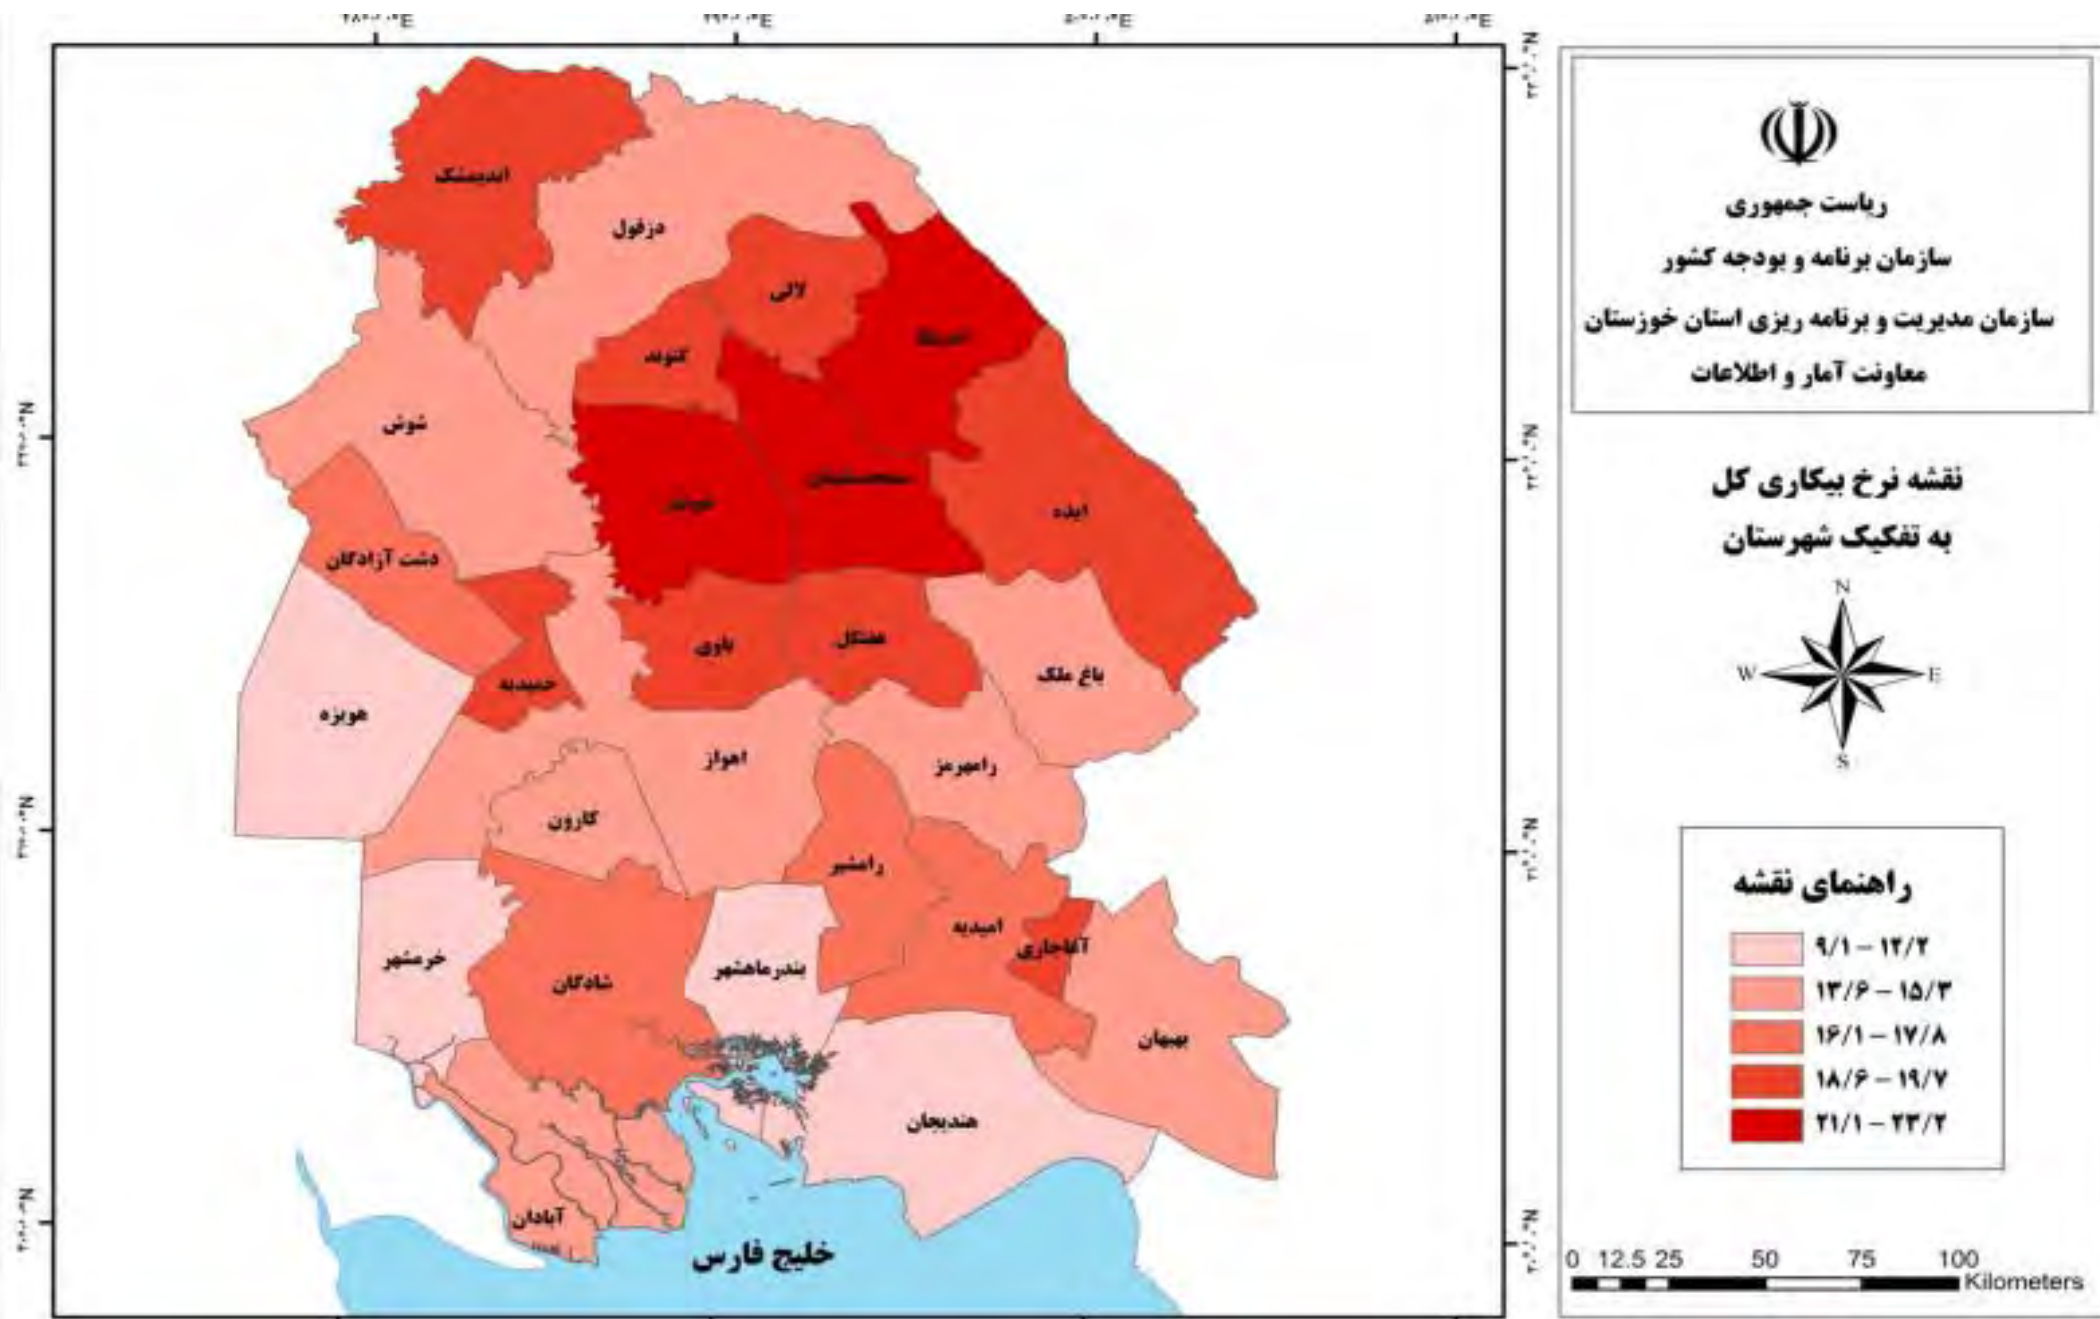 ریاست جمهوری
سازمان برنامه و بودجه کشور
سازمان مدیریت و برنامه ریزی استان خوزستان
معاونت آمار و اطلاعات
نقشه نرخ بیکاری کل
به تفکیک شهرستان
N
W E
S
راهنمای نقشه
۹/۱ – ۱۲/۲
۱۳/۶ – ۱۵/۳
۱۶/۱ – ۱۷/۸
۱۸/۶ – ۱۹/۷
۲۱/۱ – ۲۳/۲
0 12.5 25 50 75 100
Kilometers
اندیمشک
دزفول
لالی
گتوند
شوش
ایذه
دشت آزادگان
باوی
هفتکل
باغ ملک
حمیدیه
هویزه
اهواز
رامهرمز
کارون
رامشیر
امیدیه
آغاجاری
خرمشهر
شادگان
بندرماهشهر
بهبهان
هندیجان
آبادان
خلیج فارس